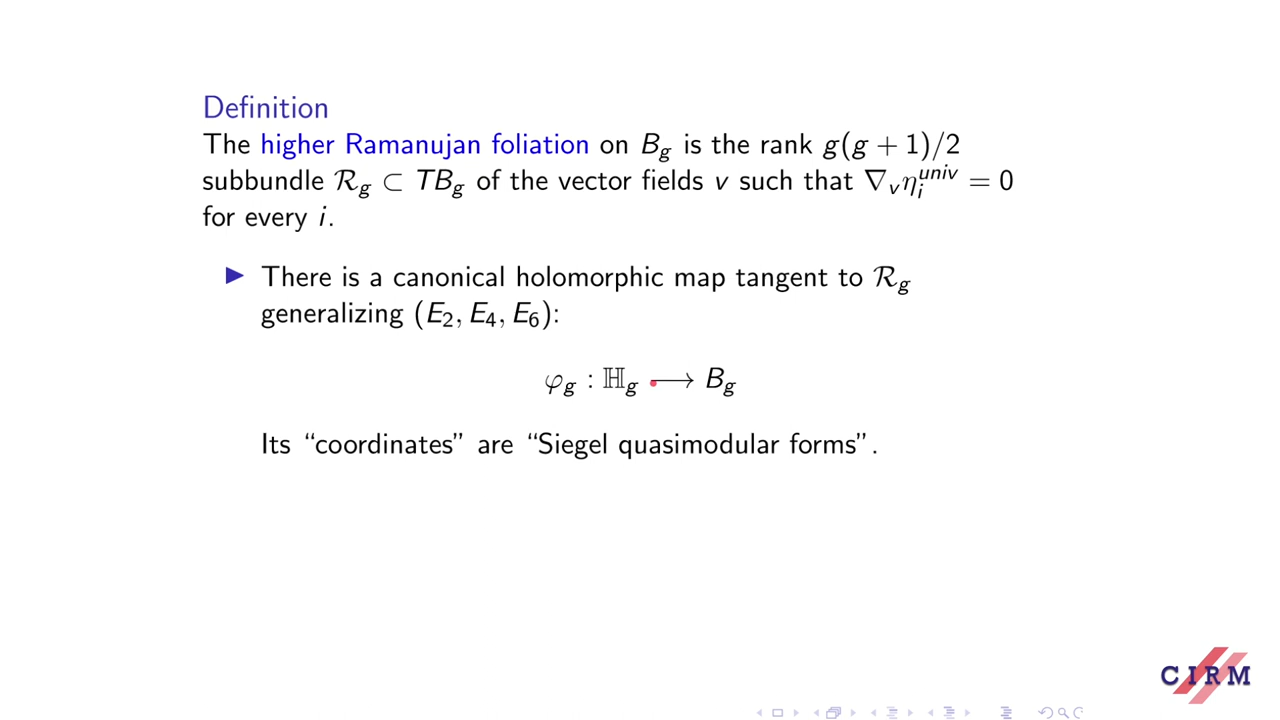 Definition
The higher Ramanujan foliation on B_g is the rank g(g + 1)/2
subbundle ℛ_g ⊂ TB_g of the vector fields v such that ∇_v η_i^{univ} = 0
for every i.
▶ There is a canonical holomorphic map tangent to ℛ_g
generalizing (E_2, E_4, E_6):
φ_g : ℍ_g ⟶ B_g
Its “coordinates” are “Siegel quasimodular forms”.
CIRM